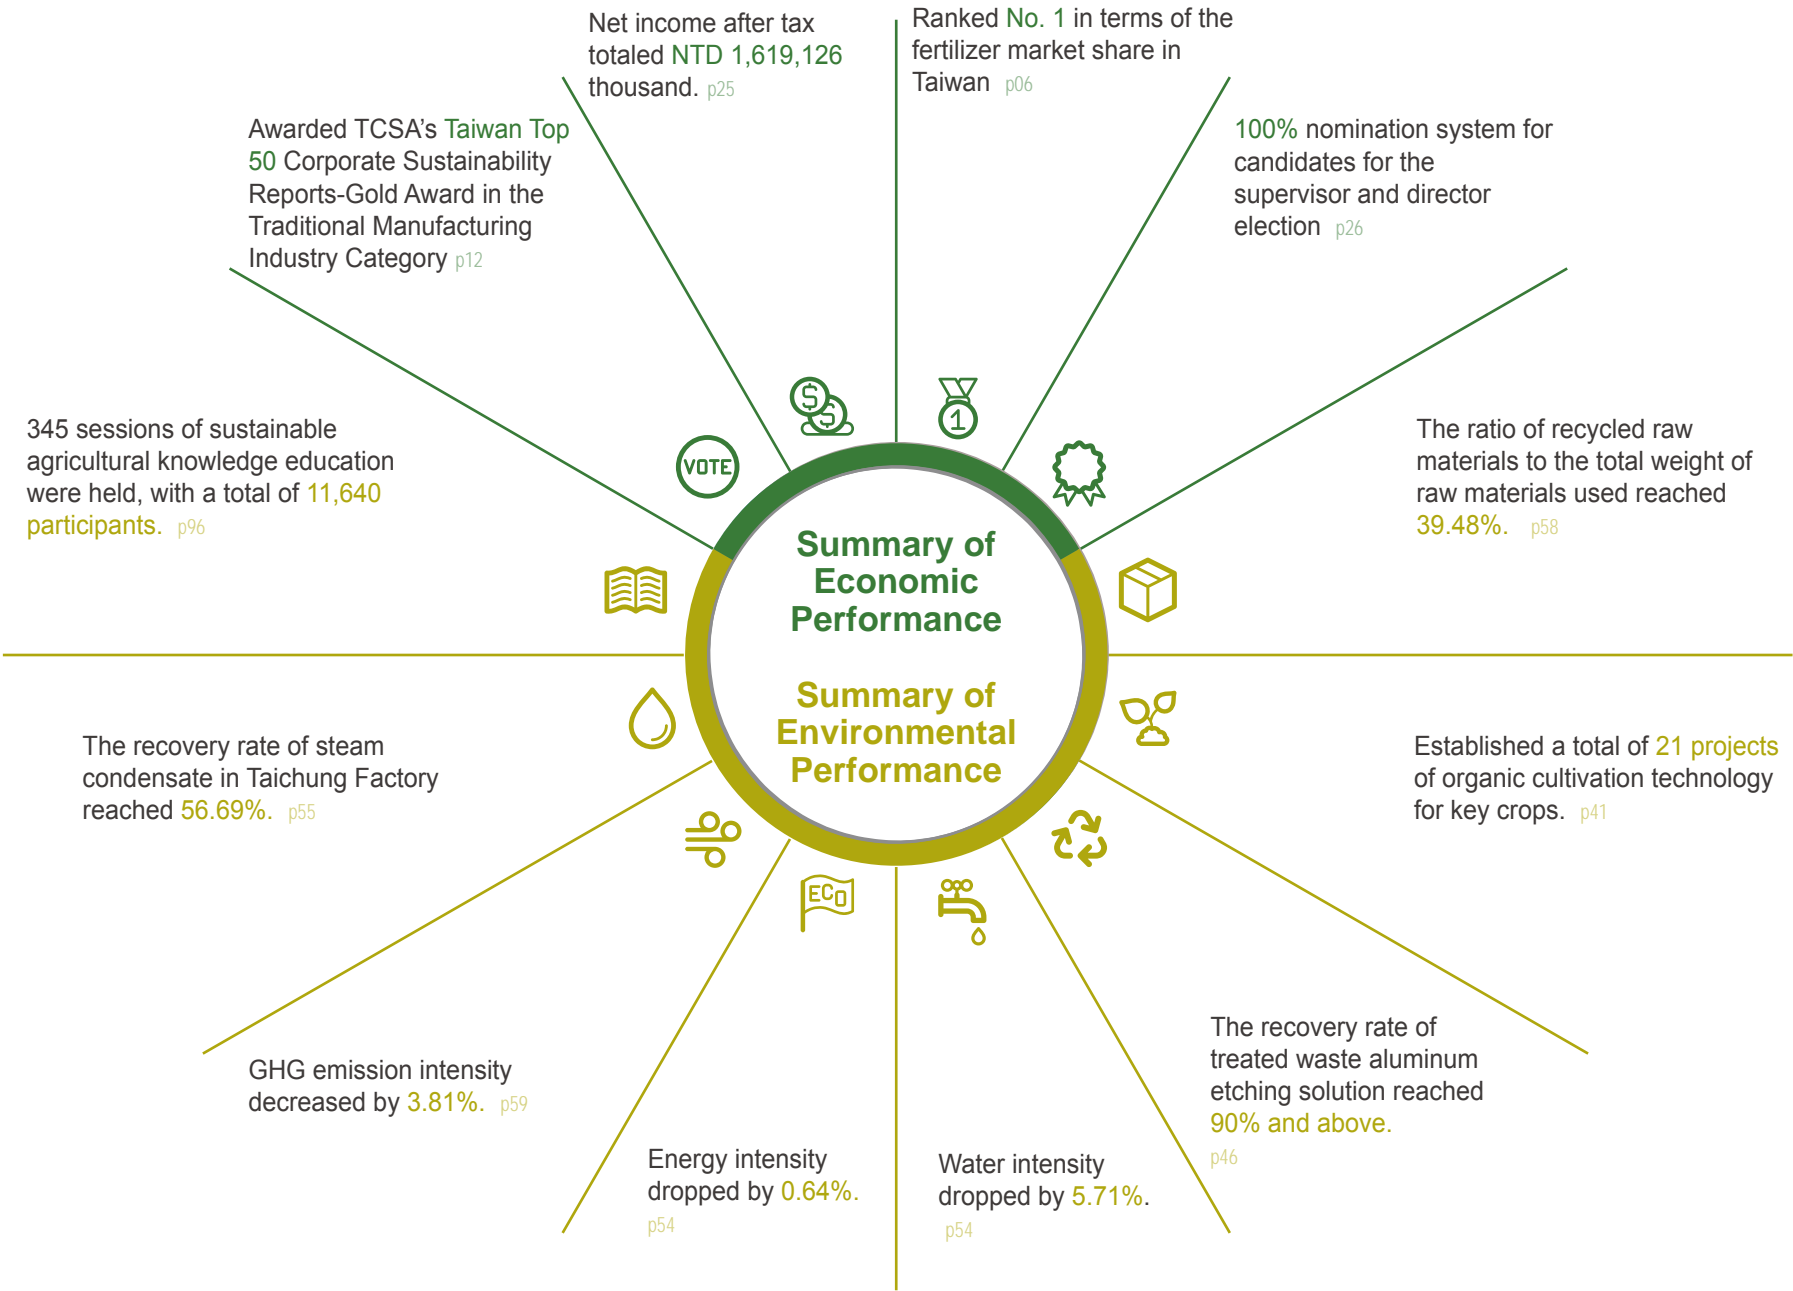 Net income after tax
totaled NTD 1,619,126
thousand. p25
Ranked No. 1 in terms of the
fertilizer market share in
Taiwan p06
Awarded TCSA's Taiwan Top
50 Corporate Sustainability
Reports-Gold Award in the
Traditional Manufacturing
Industry Category p12
100% nomination system for
candidates for the
supervisor and director
election p26
345 sessions of sustainable
agricultural knowledge education
were held, with a total of 11,640
participants. p96
The ratio of recycled raw
materials to the total weight of
raw materials used reached
39.48%. p58
$
$
1
VOTE
Summary of
Economic
Performance
Summary of
Environmental
Performance
The recovery rate of steam
condensate in Taichung Factory
reached 56.69%. p55
Established a total of 21 projects
of organic cultivation technology
for key crops. p41
ECO
GHG emission intensity
decreased by 3.81%. p59
The recovery rate of
treated waste aluminum
etching solution reached
90% and above.
p46
Energy intensity
dropped by 0.64%.
p54
Water intensity
dropped by 5.71%.
p54